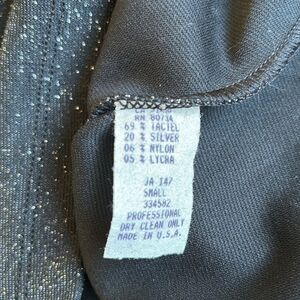 RN 80734
69 % TACTEL
20 % SILVER
06 % NYLON
05 % LYCRA
JA 147
SMALL
334582
PROFESSIONAL
DRY CLEAN ONLY
MADE IN U.S.A.